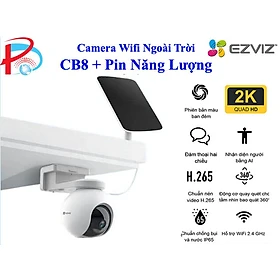 Camera Wifi Ngoài Trời
EZVIZ
CB8 + Pin Năng Lượng
2K
QUAD HD
Phiên bản màu
ban đêm
Đàm thoại hai
chiều
Nhận diện người
bằng AI
H.265
360°
Chuẩn nén
video H.265
Động cơ quay quét cho
tầm nhìn bao quát 360°
65
Chuẩn chống bụi
và nước IP65
Hỗ trợ WiFi 2.4 GHz